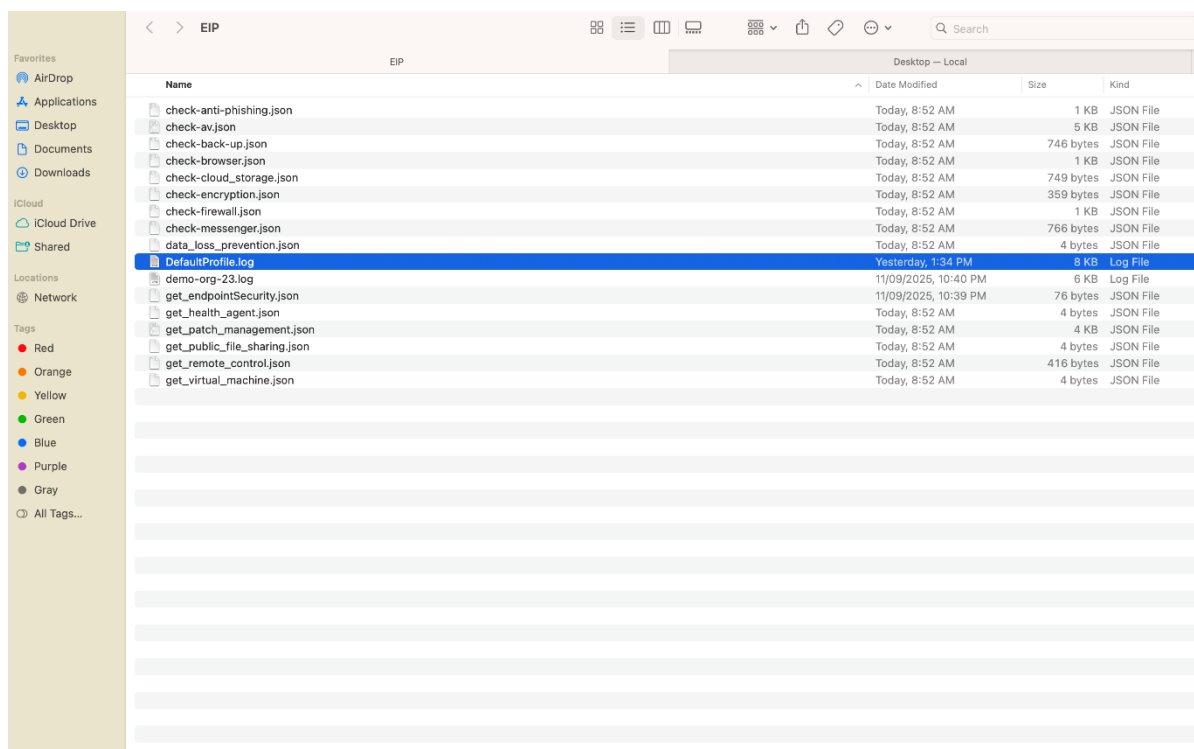 EIP
Search
Favorites
AirDrop
Applications
Desktop
Documents
Downloads
iCloud
iCloud Drive
Shared
Locations
Network
Tags
Red
Orange
Yellow
Green
Blue
Purple
Gray
All Tags...
EIP Desktop — Local
Name Date Modified Size Kind
check-anti-phishing.json Today, 8:52 AM 1 KB JSON File
check-av.json Today, 8:52 AM 5 KB JSON File
check-back-up.json Today, 8:52 AM 746 bytes JSON File
check-browser.json Today, 8:52 AM 1 KB JSON File
check-cloud_storage.json Today, 8:52 AM 749 bytes JSON File
check-encryption.json Today, 8:52 AM 359 bytes JSON File
check-firewall.json Today, 8:52 AM 1 KB JSON File
check-messenger.json Today, 8:52 AM 766 bytes JSON File
data_loss_prevention.json Today, 8:52 AM 4 bytes JSON File
DefaultProfile.log Yesterday, 1:34 PM 8 KB Log File
demo-org-23.log 11/09/2025, 10:40 PM 6 KB Log File
get_endpointSecurity.json 11/09/2025, 10:39 PM 76 bytes JSON File
get_health_agent.json Today, 8:52 AM 4 bytes JSON File
get_patch_management.json Today, 8:52 AM 4 KB JSON File
get_public_file_sharing.json Today, 8:52 AM 4 bytes JSON File
get_remote_control.json Today, 8:52 AM 416 bytes JSON File
get_virtual_machine.json Today, 8:52 AM 4 bytes JSON File